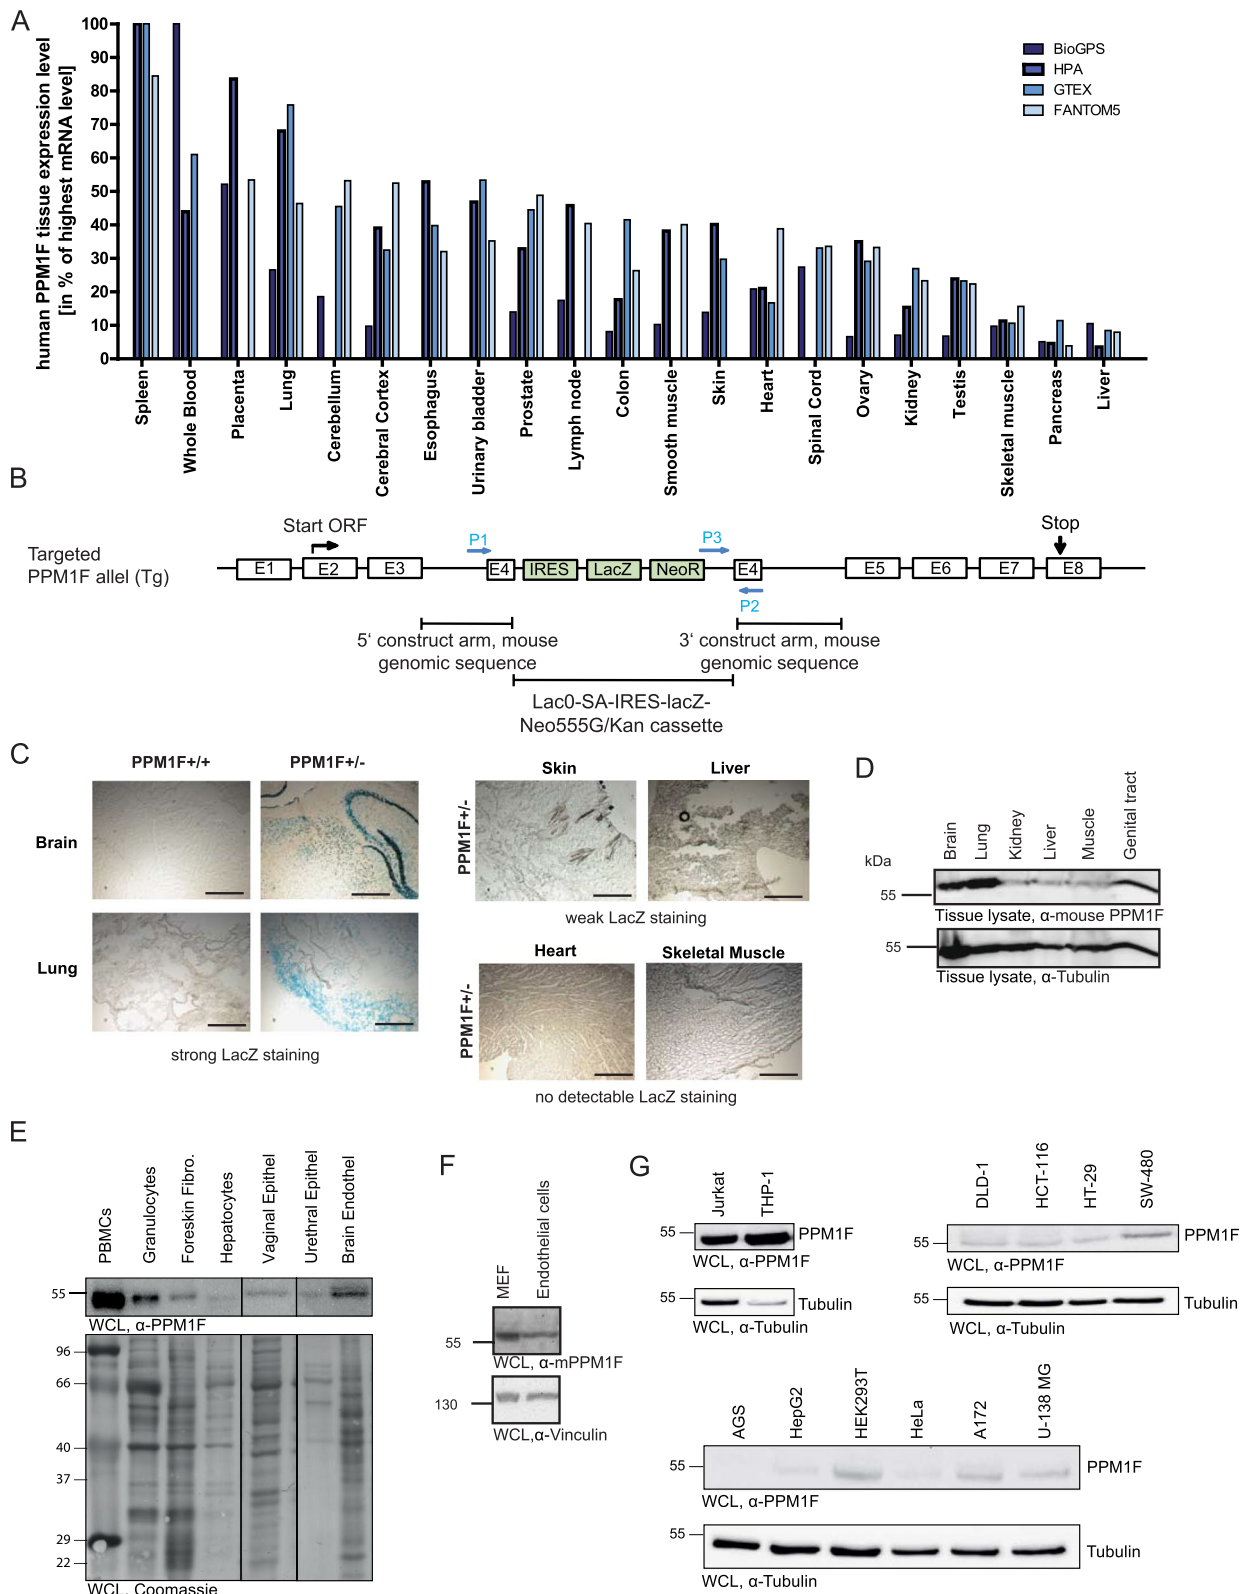 A
human PPM1F tissue expression level
[in % of highest mRNA level]
100
90
80
70
60
50
40
30
20
10
0
BioGPS
HPA
GTEX
FANTOM5
Spleen
Whole Blood
Placenta
Lung
Cerebellum
Cerebral Cortex
Esophagus
Urinary bladder
Prostate
Lymph node
Colon
Smooth muscle
Skin
Heart
Spinal Cord
Ovary
Kidney
Testis
Skeletal muscle
Pancreas
Liver
B
Start ORF
Stop
Targeted
PPM1F allel (Tg)
P1
P3
E1 E2 E3 E4 IRES LacZ NeoR E4 E5 E6 E7 E8
P2
5‘ construct arm, mouse
genomic sequence
3‘ construct arm, mouse
genomic sequence
Lac0-SA-IRES-lacZ-
Neo555G/Kan cassette
C
PPM1F+/+ PPM1F+/-
Brain
Lung
strong LacZ staining
Skin Liver
PPM1F+/-
weak LacZ staining
Heart Skeletal Muscle
PPM1F+/-
no detectable LacZ staining
D
kDa
Brain
Lung
Kidney
Liver
Muscle
Genital tract
55
Tissue lysate, α-mouse PPM1F
55
Tissue lysate, α-Tubulin
E
PBMCs
Granulocytes
Foreskin Fibro.
Hepatocytes
Vaginal Epithel
Urethral Epithel
Brain Endothel
55
WCL, α-PPM1F
96
66
40
37
29
22
WCL, Coomassie
F
MEF
Endothelial cells
55
WCL, α-mPPM1F
130
WCL,α-Vinculin
G
Jurkat
THP-1
55
PPM1F
WCL, α-PPM1F
55
Tubulin
WCL, α-Tubulin
DLD-1
HCT-116
HT-29
SW-480
55
PPM1F
WCL, α-PPM1F
55
Tubulin
WCL, α-Tubulin
AGS
HepG2
HEK293T
HeLa
A172
U-138 MG
55
PPM1F
WCL, α-PPM1F
55
Tubulin
WCL, α-Tubulin